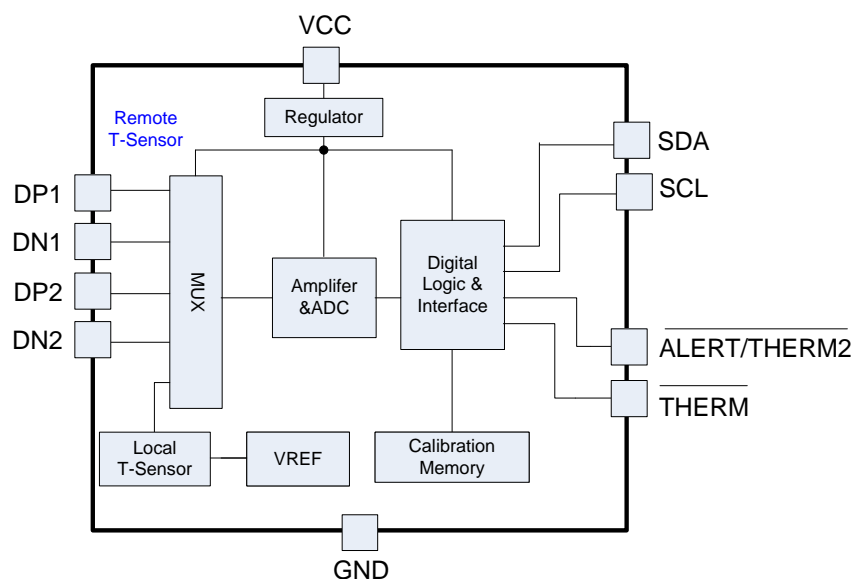 VCC
Regulator
Remote
T-Sensor
SDA
SCL
DP1
DN1
DP2
DN2
MUX
Amplifer
&ADC
Digital
Logic &
Interface
ALERT/THERM2
THERM
Local
T-Sensor
VREF
Calibration
Memory
GND